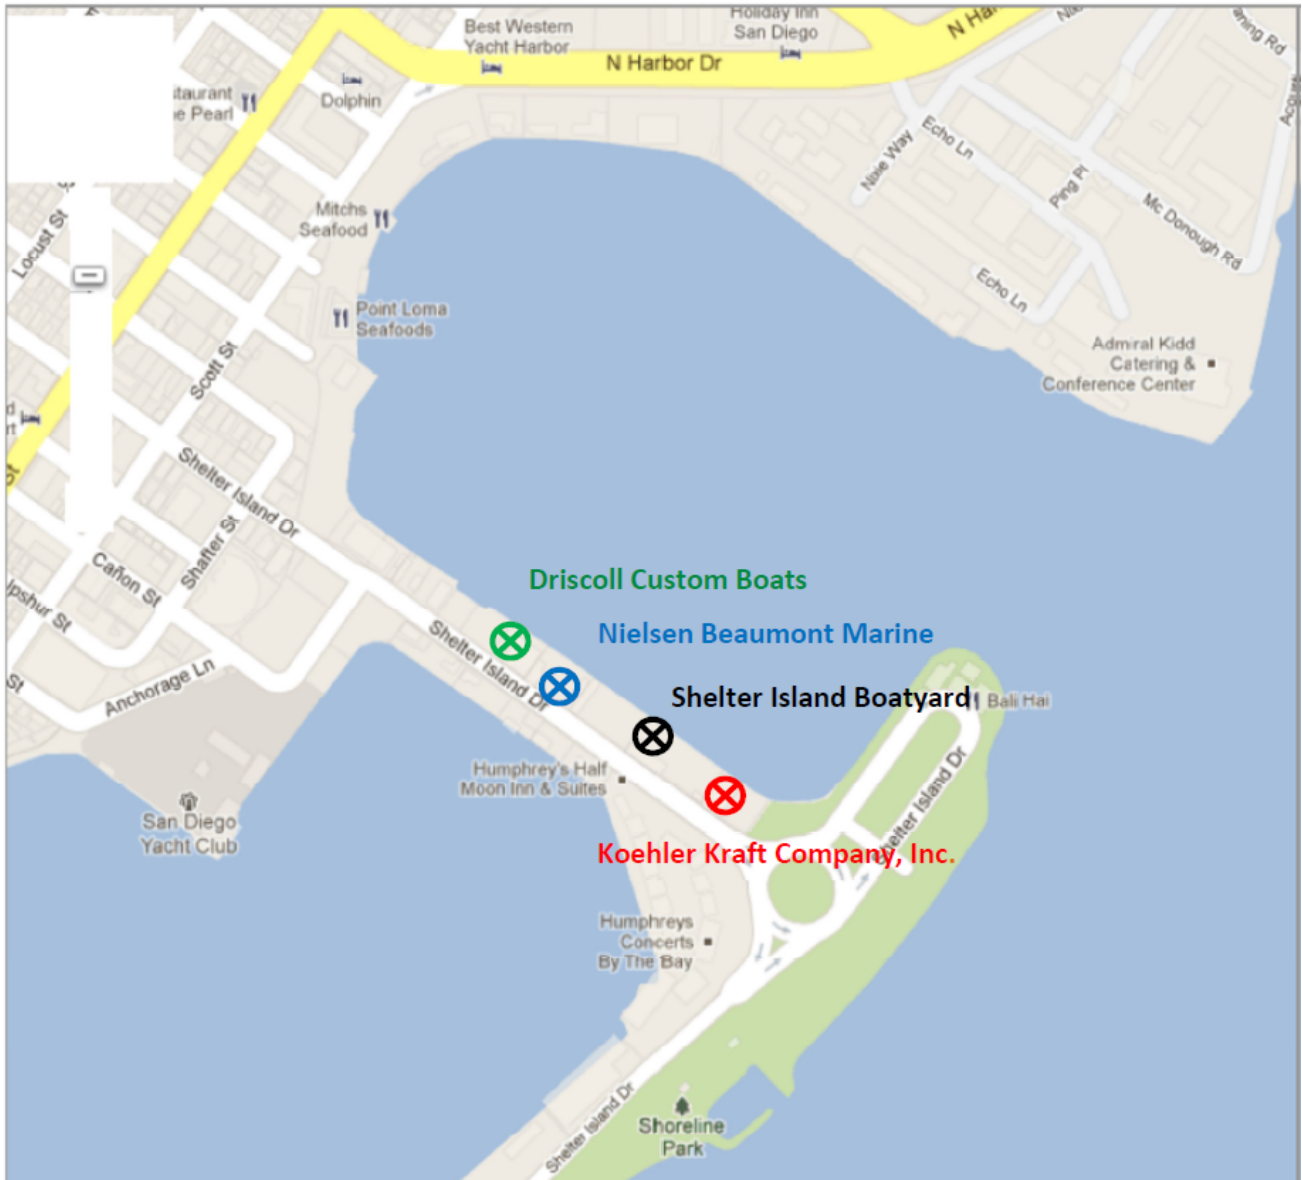 Best Western
Yacht Harbor
Holiday Inn
San Diego
N Harbor Dr
Dolphin
Nixie Way
Echo Ln
Ping Pl
Mc Donough Rd
Echo Ln
Locust St
Mitchs
Seafood
Point Loma
Seafoods
Scott St
Admiral Kidd
Catering &
Conference Center
Shelter Island Dr
Shafter St
Cañon St
Anchorage Ln
St
Driscoll Custom Boats
Nielsen Beaumont Marine
Shelter Island Dr
Shelter Island Boatyard
Bali Hai
Humphrey's Half
Moon Inn & Suites
San Diego
Yacht Club
Shelter Island Dr
Koehler Kraft Company, Inc.
Humphreys
Concerts
By The Bay
Shelter Island Dr
Shoreline
Park